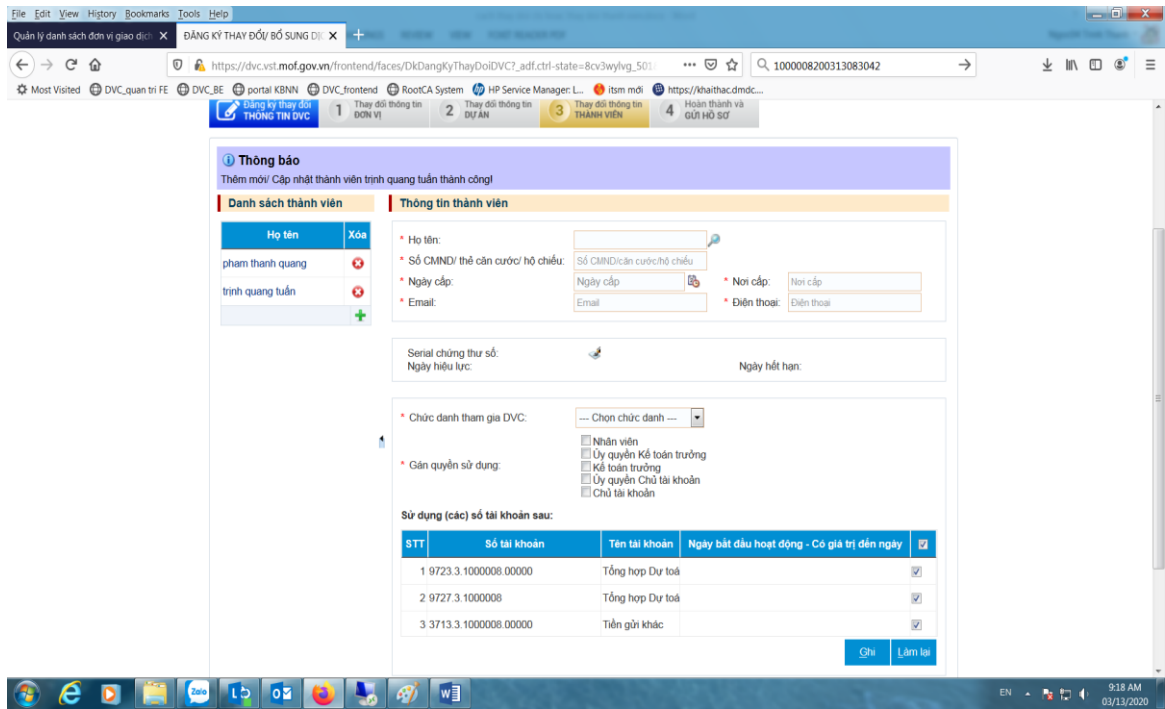 File Edit View History Bookmarks Tools Help
Quản lý danh sách đơn vị giao dịch
ĐĂNG KÝ THAY ĐỔI/ BỔ SUNG DỊC
https://dvc.vst.mof.gov.vn/frontend/faces/DkDangKyThayDoiDVC?_adf.ctrl-state=8cv3wylvg_501
1000008200313083042
Most Visited DVC_quan tri FE DVC_BE portal KBNN DVC_frontend RootCA System HP Service Manager: L... itsm mới https://khaithac.dmdc....
Đăng ký thay đổi
THÔNG TIN DVC
1 Thay đổi thông tin
ĐƠN VỊ
2 Thay đổi thông tin
DỰ ÁN
3 Thay đổi thông tin
THÀNH VIÊN
4 Hoàn thành và
GỬI HỒ SƠ
Thông báo
Thêm mới/ Cập nhật thành viên trịnh quang tuấn thành công!
Danh sách thành viên
Họ tên Xóa
pham thanh quang
trịnh quang tuấn
Thông tin thành viên
* Họ tên:
* Số CMND/ thẻ căn cước/ hộ chiếu: Số CMND/căn cước/hộ chiếu
* Ngày cấp: Ngày cấp * Nơi cấp: Nơi cấp
* Email: Email * Điện thoại: Điện thoại
Serial chứng thư số:
Ngày hiệu lực: Ngày hết hạn:
* Chức danh tham gia DVC: --- Chọn chức danh ---
* Gán quyền sử dụng:
Nhân viên
Ủy quyền Kế toán trưởng
Kế toán trưởng
Ủy quyền Chủ tài khoản
Chủ tài khoản
Sử dụng (các) số tài khoản sau:
STT Số tài khoản Tên tài khoản Ngày bắt đầu hoạt động - Có giá trị đến ngày
1 9723.3.1000008.00000 Tổng hợp Dự toá
2 9727.3.1000008 Tổng hợp Dự toá
3 3713.3.1000008.00000 Tiền gửi khác
Ghi Làm lại
Zalo
EN
9:18 AM
03/13/2020